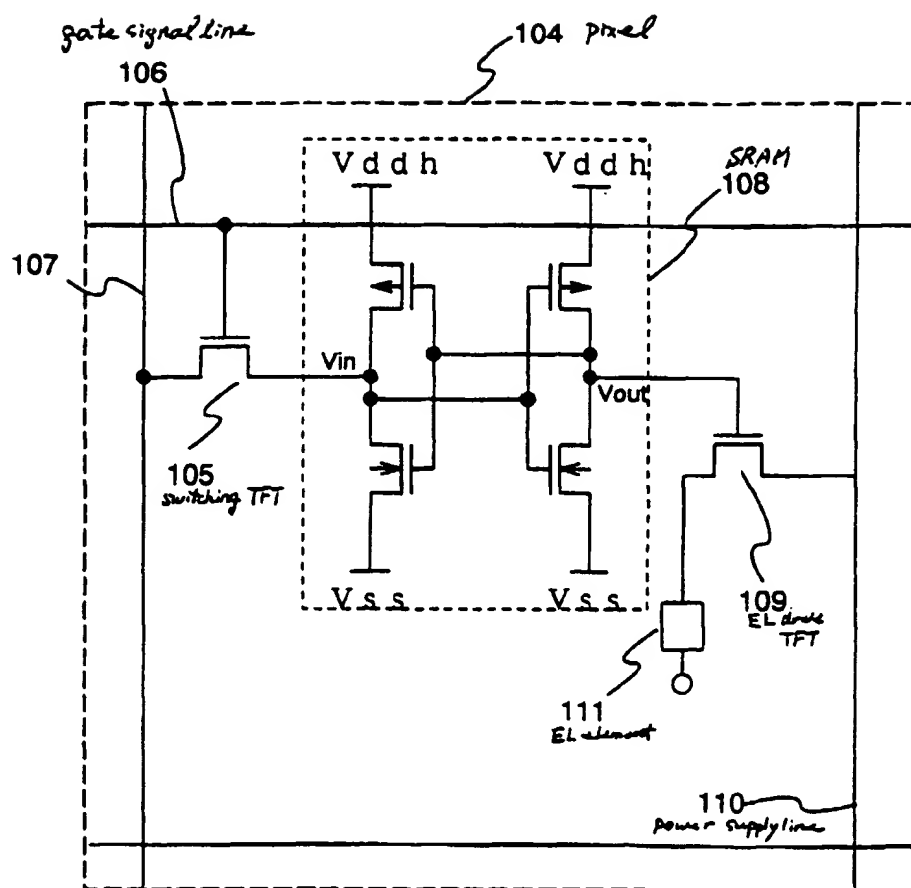 gate signal line
106
104 pixel
Vddh
Vddh
SRAM
108
107
Vin
Vout
105
switching TFT
Vss
Vss
109
EL drive
TFT
111
EL element
110
power supply line